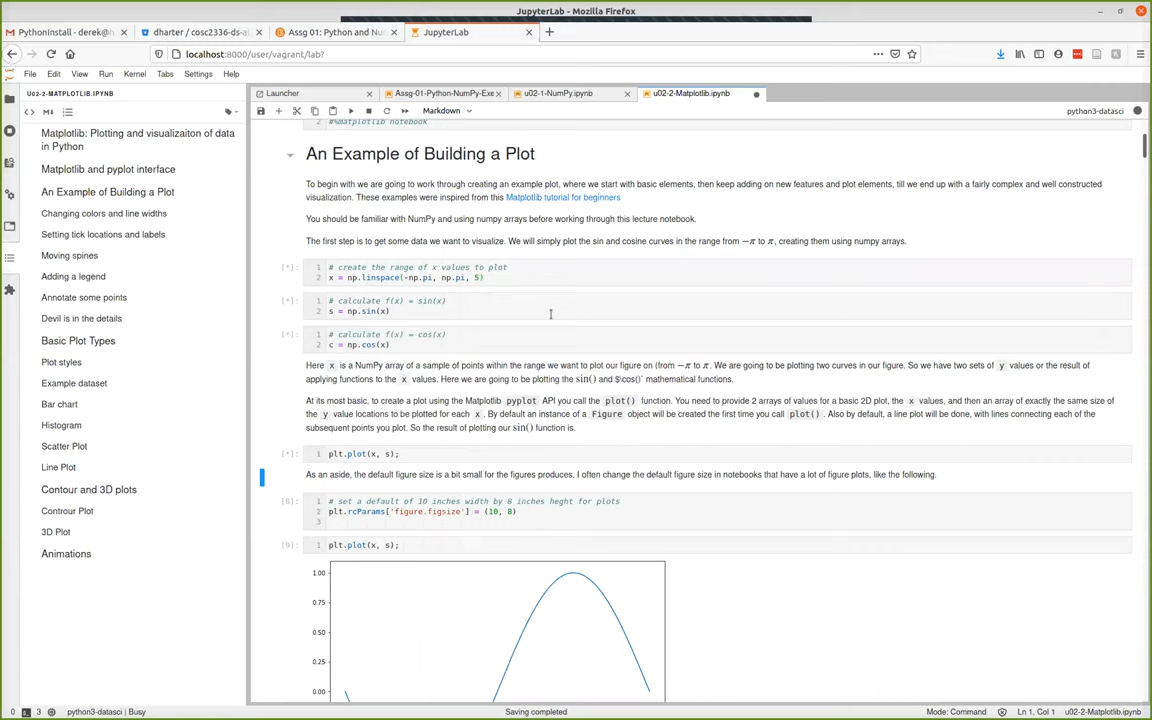 JupyterLab - Mozilla Firefox
PythonInstall - derek@h
dharter / cosc2336-ds-a
Assg 01: Python and Nu
JupyterLab
localhost:8000/user/vagrant/lab?
File Edit View Run Kernel Tabs Settings Help
U02-2-MATPLOTLIB.IPYNB
Launcher
Assg-01-Python-NumPy-Exe
u02-1-NumPy.ipynb
u02-2-Matplotlib.ipynb
Markdown
python3-datasci
Matplotlib: Plotting and visualizaiton of data
in Python
Matplotlib and pyplot interface
An Example of Building a Plot
Changing colors and line widths
Setting tick locations and labels
Moving spines
Adding a legend
Annotate some points
Devil is in the details
Basic Plot Types
Plot styles
Example dataset
Bar chart
Histogram
Scatter Plot
Line Plot
Contour and 3D plots
Contour Plot
3D Plot
Animations
2 #%matplotlib notebook
An Example of Building a Plot
To begin with we are going to work through creating an example plot, where we start with basic elements, then keep adding on new features and plot elements, till we end up with a fairly complex and well constructed
visualization. These examples were inspired from this Matplotlib tutorial for beginners
You should be familiar with NumPy and using numpy arrays before working through this lecture notebook.
The first step is to get some data we want to visualize. We will simply plot the sin and cosine curves in the range from −π to π, creating them using numpy arrays.
[*]: 1 # create the range of x values to plot
2 x = np.linspace(-np.pi, np.pi, 5)
[*]: 1 # calculate f(x) = sin(x)
2 s = np.sin(x)
[*]: 1 # calculate f(x) = cos(x)
2 c = np.cos(x)
Here x is a NumPy array of a sample of points within the range we want to plot our figure on (from −π to π. We are going to be plotting two curves in our figure. So we have two sets of y values or the result of
applying functions to the x values. Here we are going to be plotting the sin() and $\cos()` mathematical functions.
At its most basic, to create a plot using the Matplotlib pyplot API you call the plot() function. You need to provide 2 arrays of values for a basic 2D plot, the x values, and then an array of exactly the same size of
the y value locations to be plotted for each x. By default an instance of a Figure object will be created the first time you call plot(). Also by default, a line plot will be done, with lines connecting each of the
subsequent points you plot. So the result of plotting our sin() function is.
[*]: 1 plt.plot(x, s);
As an aside, the default figure size is a bit small for the figures produces. I often change the default figure size in notebooks that have a lot of figure plots, like the following.
[8]: 1 # set a default of 10 inches width by 8 inches heght for plots
2 plt.rcParams['figure.figsize'] = (10, 8)
3
[9]: 1 plt.plot(x, s);
1.00
0.75
0.50
0.25
0.00
0 3 python3-datasci | Busy
Saving completed
Mode: Command
Ln 1, Col 1 u02-2-Matplotlib.ipynb